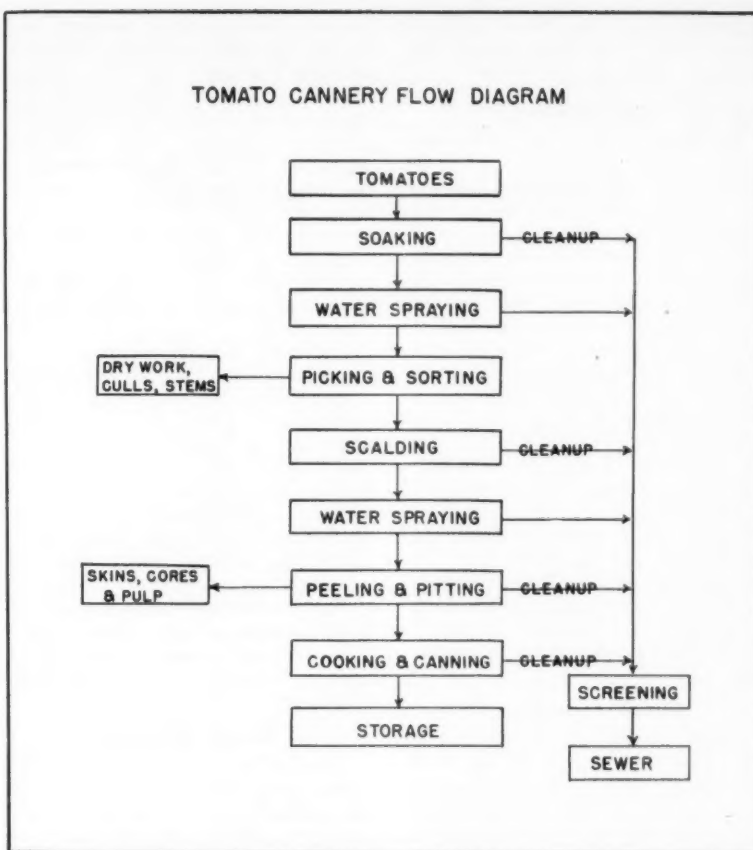 TOMATO CANNERY FLOW DIAGRAM
TOMATOES
SOAKING
CLEANUP
WATER SPRAYING
DRY WORK,
CULLS, STEMS
PICKING & SORTING
SCALDING
CLEANUP
WATER SPRAYING
SKINS, CORES
& PULP
PEELING & PITTING
CLEANUP
COOKING & CANNING
CLEANUP
SCREENING
STORAGE
SEWER